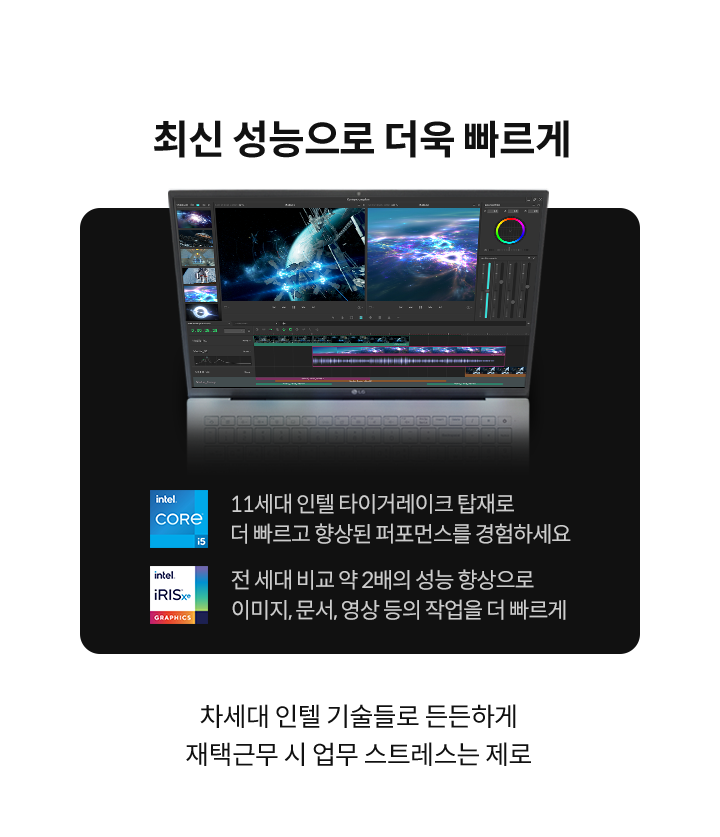 최신 성능으로 더욱 빠르게
LG
intel
CORE
i5
11세대 인텔 타이거레이크 탑재로
더 빠르고 향상된 퍼포먼스를 경험하세요
intel
iRISxe
GRAPHICS
전 세대 비교 약 2배의 성능 향상으로
이미지, 문서, 영상 등의 작업을 더 빠르게
차세대 인텔 기술들로 든든하게
재택근무 시 업무 스트레스는 제로